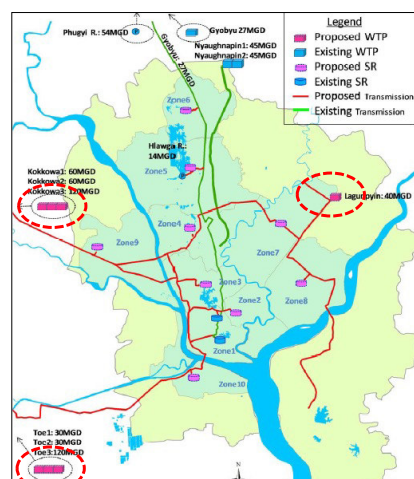 Phugyi R.: 54MGD
Gyobyu 27MGD
Nyaughnapin1: 45MGD
Nyaughnapin2: 45MGD
Gyobyu: 27MGD
Legend
Proposed WTP
Existing WTP
Proposed SR
Existing SR
Proposed Transmission
Existing Transmission
Zone6
Hlawga R.:
14MGD
Zone5
Kokkowa1: 60MGD
Kokkowa2: 60MGD
Kokkowa3: 120MGD
Lagunpyin: 40MGD
Zone4
Zone9
Zone7
Zone3
Zone2
Zone8
Zone1
Zone10
Toe1: 30MGD
Toe2: 30MGD
Toe3:120MGD
N